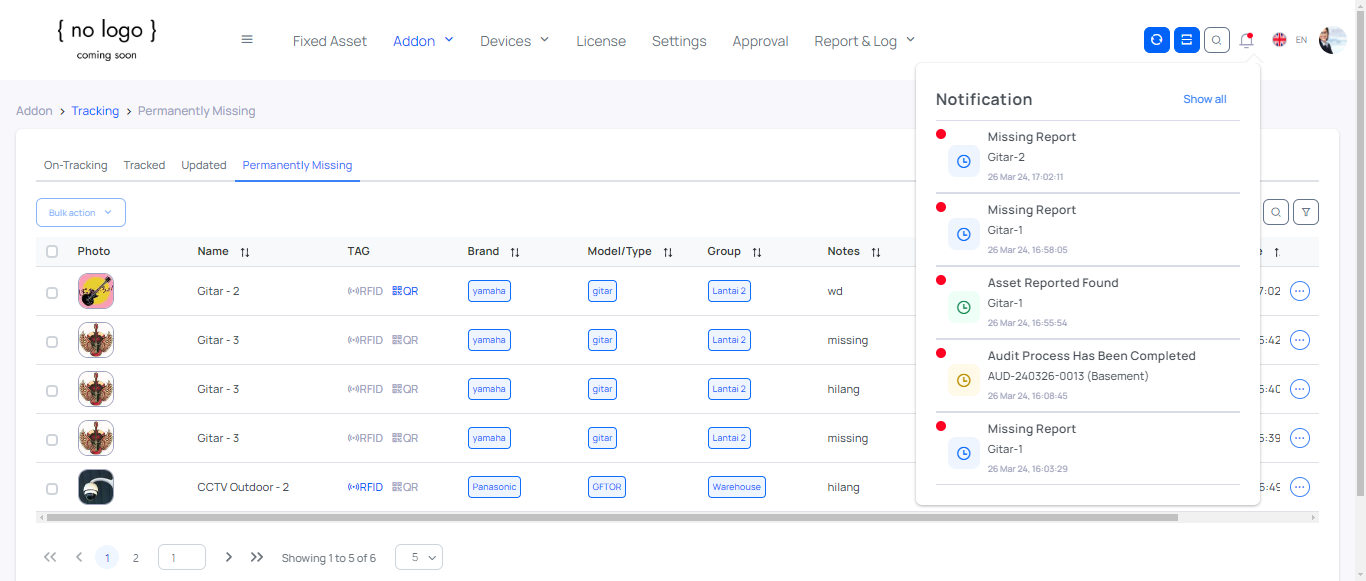 { no logo }
coming soon
Fixed Asset
Addon
Devices
License
Settings
Approval
Report & Log
EN
Addon > Tracking > Permanently Missing
Notification
Show all
Missing Report
Gitar-2
26 Mar 24, 17:02:11
Missing Report
Gitar-1
26 Mar 24, 16:58:05
Asset Reported Found
Gitar-1
26 Mar 24, 16:55:54
Audit Process Has Been Completed
AUD-240326-0013 (Basement)
26 Mar 24, 16:08:45
Missing Report
Gitar-1
26 Mar 24, 16:03:29
On-Tracking
Tracked
Updated
Permanently Missing
Bulk action
Photo Name TAG Brand Model/Type Group Notes
Gitar - 2 RFID QR yamaha gitar Lantai 2 wd 7:02
Gitar - 3 RFID QR yamaha gitar Lantai 2 missing 5:42
Gitar - 3 RFID QR yamaha gitar Lantai 2 hilang 5:40
Gitar - 3 RFID QR yamaha gitar Lantai 2 missing 5:39
CCTV Outdoor - 2 RFID QR Panasonic GFTOR Warehouse hilang 5:49
1 2 1 Showing 1 to 5 of 6 5